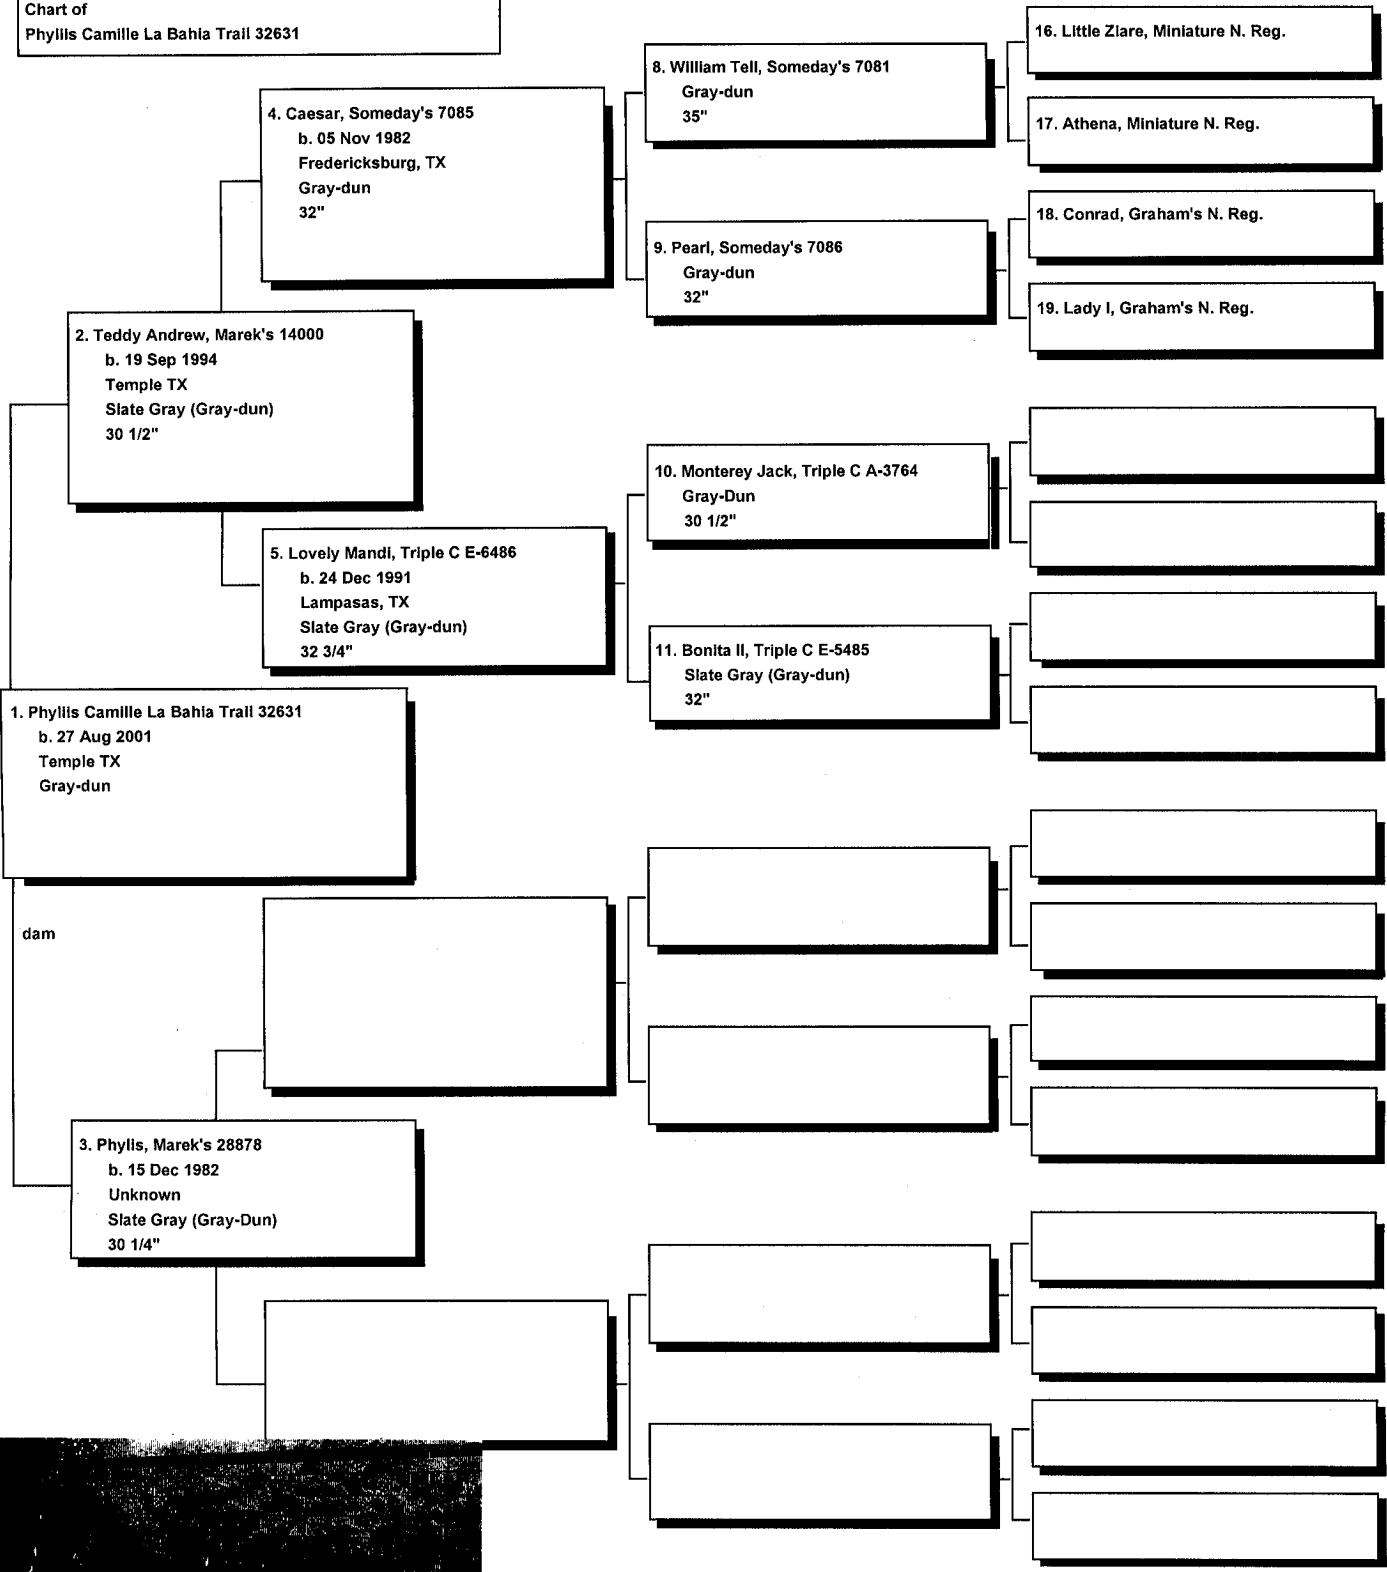 Chart of
Phyllis Camille La Bahia Trail 32631
16. Little Ziare, Miniature N. Reg.
8. William Tell, Someday's 7081
Gray-dun
35"
4. Caesar, Someday's 7085
b. 05 Nov 1982
Fredericksburg, TX
Gray-dun
32"
17. Athena, Miniature N. Reg.
18. Conrad, Graham's N. Reg.
9. Pearl, Someday's 7086
Gray-dun
32"
19. Lady I, Graham's N. Reg.
2. Teddy Andrew, Marek's 14000
b. 19 Sep 1994
Temple TX
Slate Gray (Gray-dun)
30 1/2"
10. Monterey Jack, Triple C A-3764
Gray-Dun
30 1/2"
5. Lovely Mandi, Triple C E-6486
b. 24 Dec 1991
Lampasas, TX
Slate Gray (Gray-dun)
32 3/4"
11. Bonita II, Triple C E-5485
Slate Gray (Gray-dun)
32"
1. Phyllis Camille La Bahia Trail 32631
b. 27 Aug 2001
Temple TX
Gray-dun
dam
3. Phylis, Marek's 28878
b. 15 Dec 1982
Unknown
Slate Gray (Gray-Dun)
30 1/4"